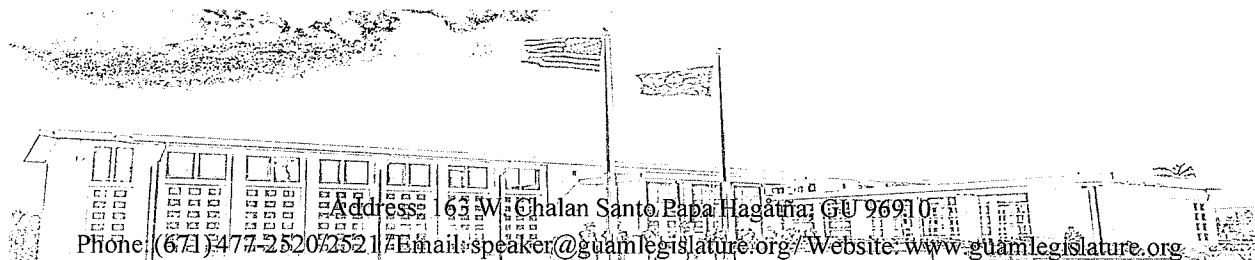 Address: 163 W. Chalan Santo Papa Hagåtña, GU 96910
Phone: (671) 477-2520/2521/ Email: speaker@guamlegislature.org / Website: www.guamlegislature.org